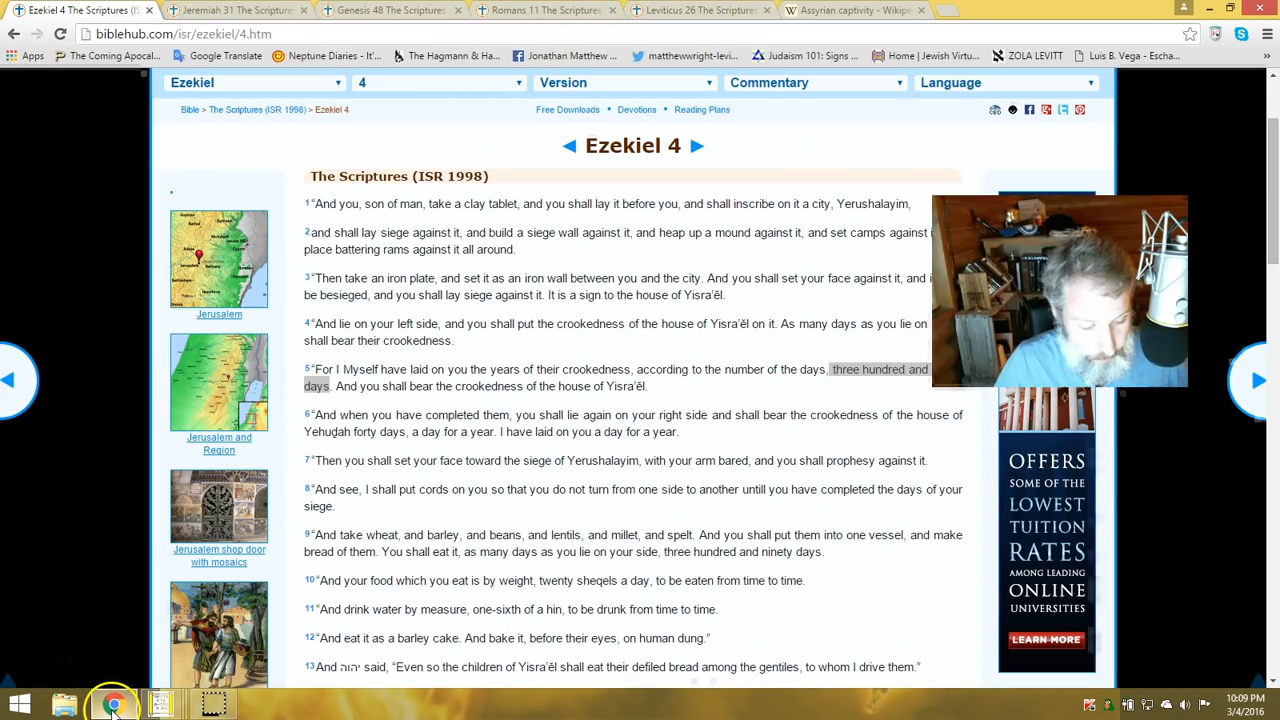 Ezekiel 4 The Scriptures (IS
Jeremiah 31 The Scriptures
Genesis 48 The Scriptures
Romans 11 The Scriptures
Leviticus 26 The Scriptures
Assyrian captivity - Wikipe
biblehub.com/isr/ezekiel/4.htm
Apps
The Coming Apocal...
Google Translate
Neptune Diaries - It'...
The Hagmann & Ha...
Jonathan Matthew ...
matthewwright-levi...
Judaism 101: Signs ...
Home | Jewish Virtu...
ZOLA LEVITT
Luis B. Vega - Escha...
Ezekiel
4
Version
Commentary
Language
Bible > The Scriptures (ISR 1998) > Ezekiel 4
Free Downloads • Devotions • Reading Plans
◄ Ezekiel 4 ►
The Scriptures (ISR 1998)
1“And you, son of man, take a clay tablet, and you shall lay it before you, and shall inscribe on it a city, Yerushalayim,
2and shall lay siege against it, and build a siege wall against it, and heap up a mound against it, and set camps against
place battering rams against it all around.
3“Then take an iron plate, and set it as an iron wall between you and the city. And you shall set your face against it, and
be besieged, and you shall lay siege against it. It is a sign to the house of Yisra’ěl.
4“And lie on your left side, and you shall put the crookedness of the house of Yisra’ěl on it. As many days as you lie on
shall bear their crookedness.
5“For I Myself have laid on you the years of their crookedness, according to the number of the days, three hundred and
days. And you shall bear the crookedness of the house of Yisra’ěl.
6“And when you have completed them, you shall lie again on your right side and shall bear the crookedness of the house of
Yehuḏah forty days, a day for a year. I have laid on you a day for a year.
7“Then you shall set your face toward the siege of Yerushalayim, with your arm bared, and you shall prophesy against it.
8“And see, I shall put cords on you so that you do not turn from one side to another untill you have completed the days of your
siege.
9“And take wheat, and barley, and beans, and lentils, and millet, and spelt. And you shall put them into one vessel, and make
bread of them. You shall eat it, as many days as you lie on your side, three hundred and ninety days.
10“And your food which you eat is by weight, twenty sheqels a day, to be eaten from time to time.
11“And drink water by measure, one-sixth of a hin, to be drunk from time to time.
12“And eat it as a barley cake. And bake it, before their eyes, on human dung.”
13And יהוה said, “Even so the children of Yisra’ěl shall eat their defiled bread among the gentiles, to whom I drive them.”
Jerusalem
Jerusalem and
Region
Jerusalem shop door
with mosaics
OFFERS
SOME OF THE
LOWEST
TUITION
RATES
AMONG LEADING
ONLINE
UNIVERSITIES
LEARN MORE
10:09 PM
3/4/2016